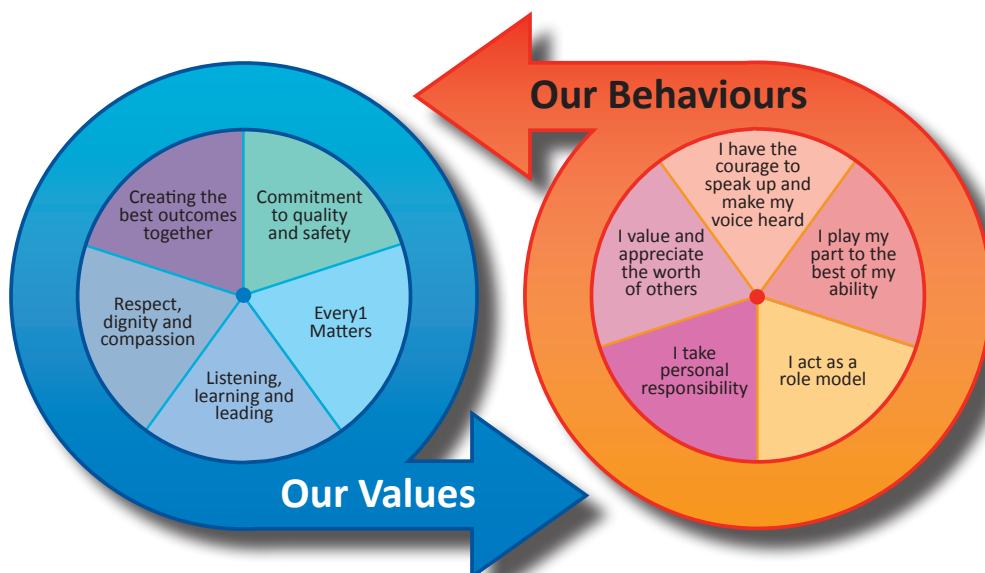 Our Behaviours
Creating the
best outcomes
together
Commitment
to quality
and safety
Every1
Matters
Listening,
learning and
leading
Respect,
dignity and
compassion
Our Values
I have the
courage to
speak up and
make my
voice heard
I play my
part to the
best of my
ability
I act as a
role model
I take
personal
responsibility
I value and
appreciate
the worth
of others